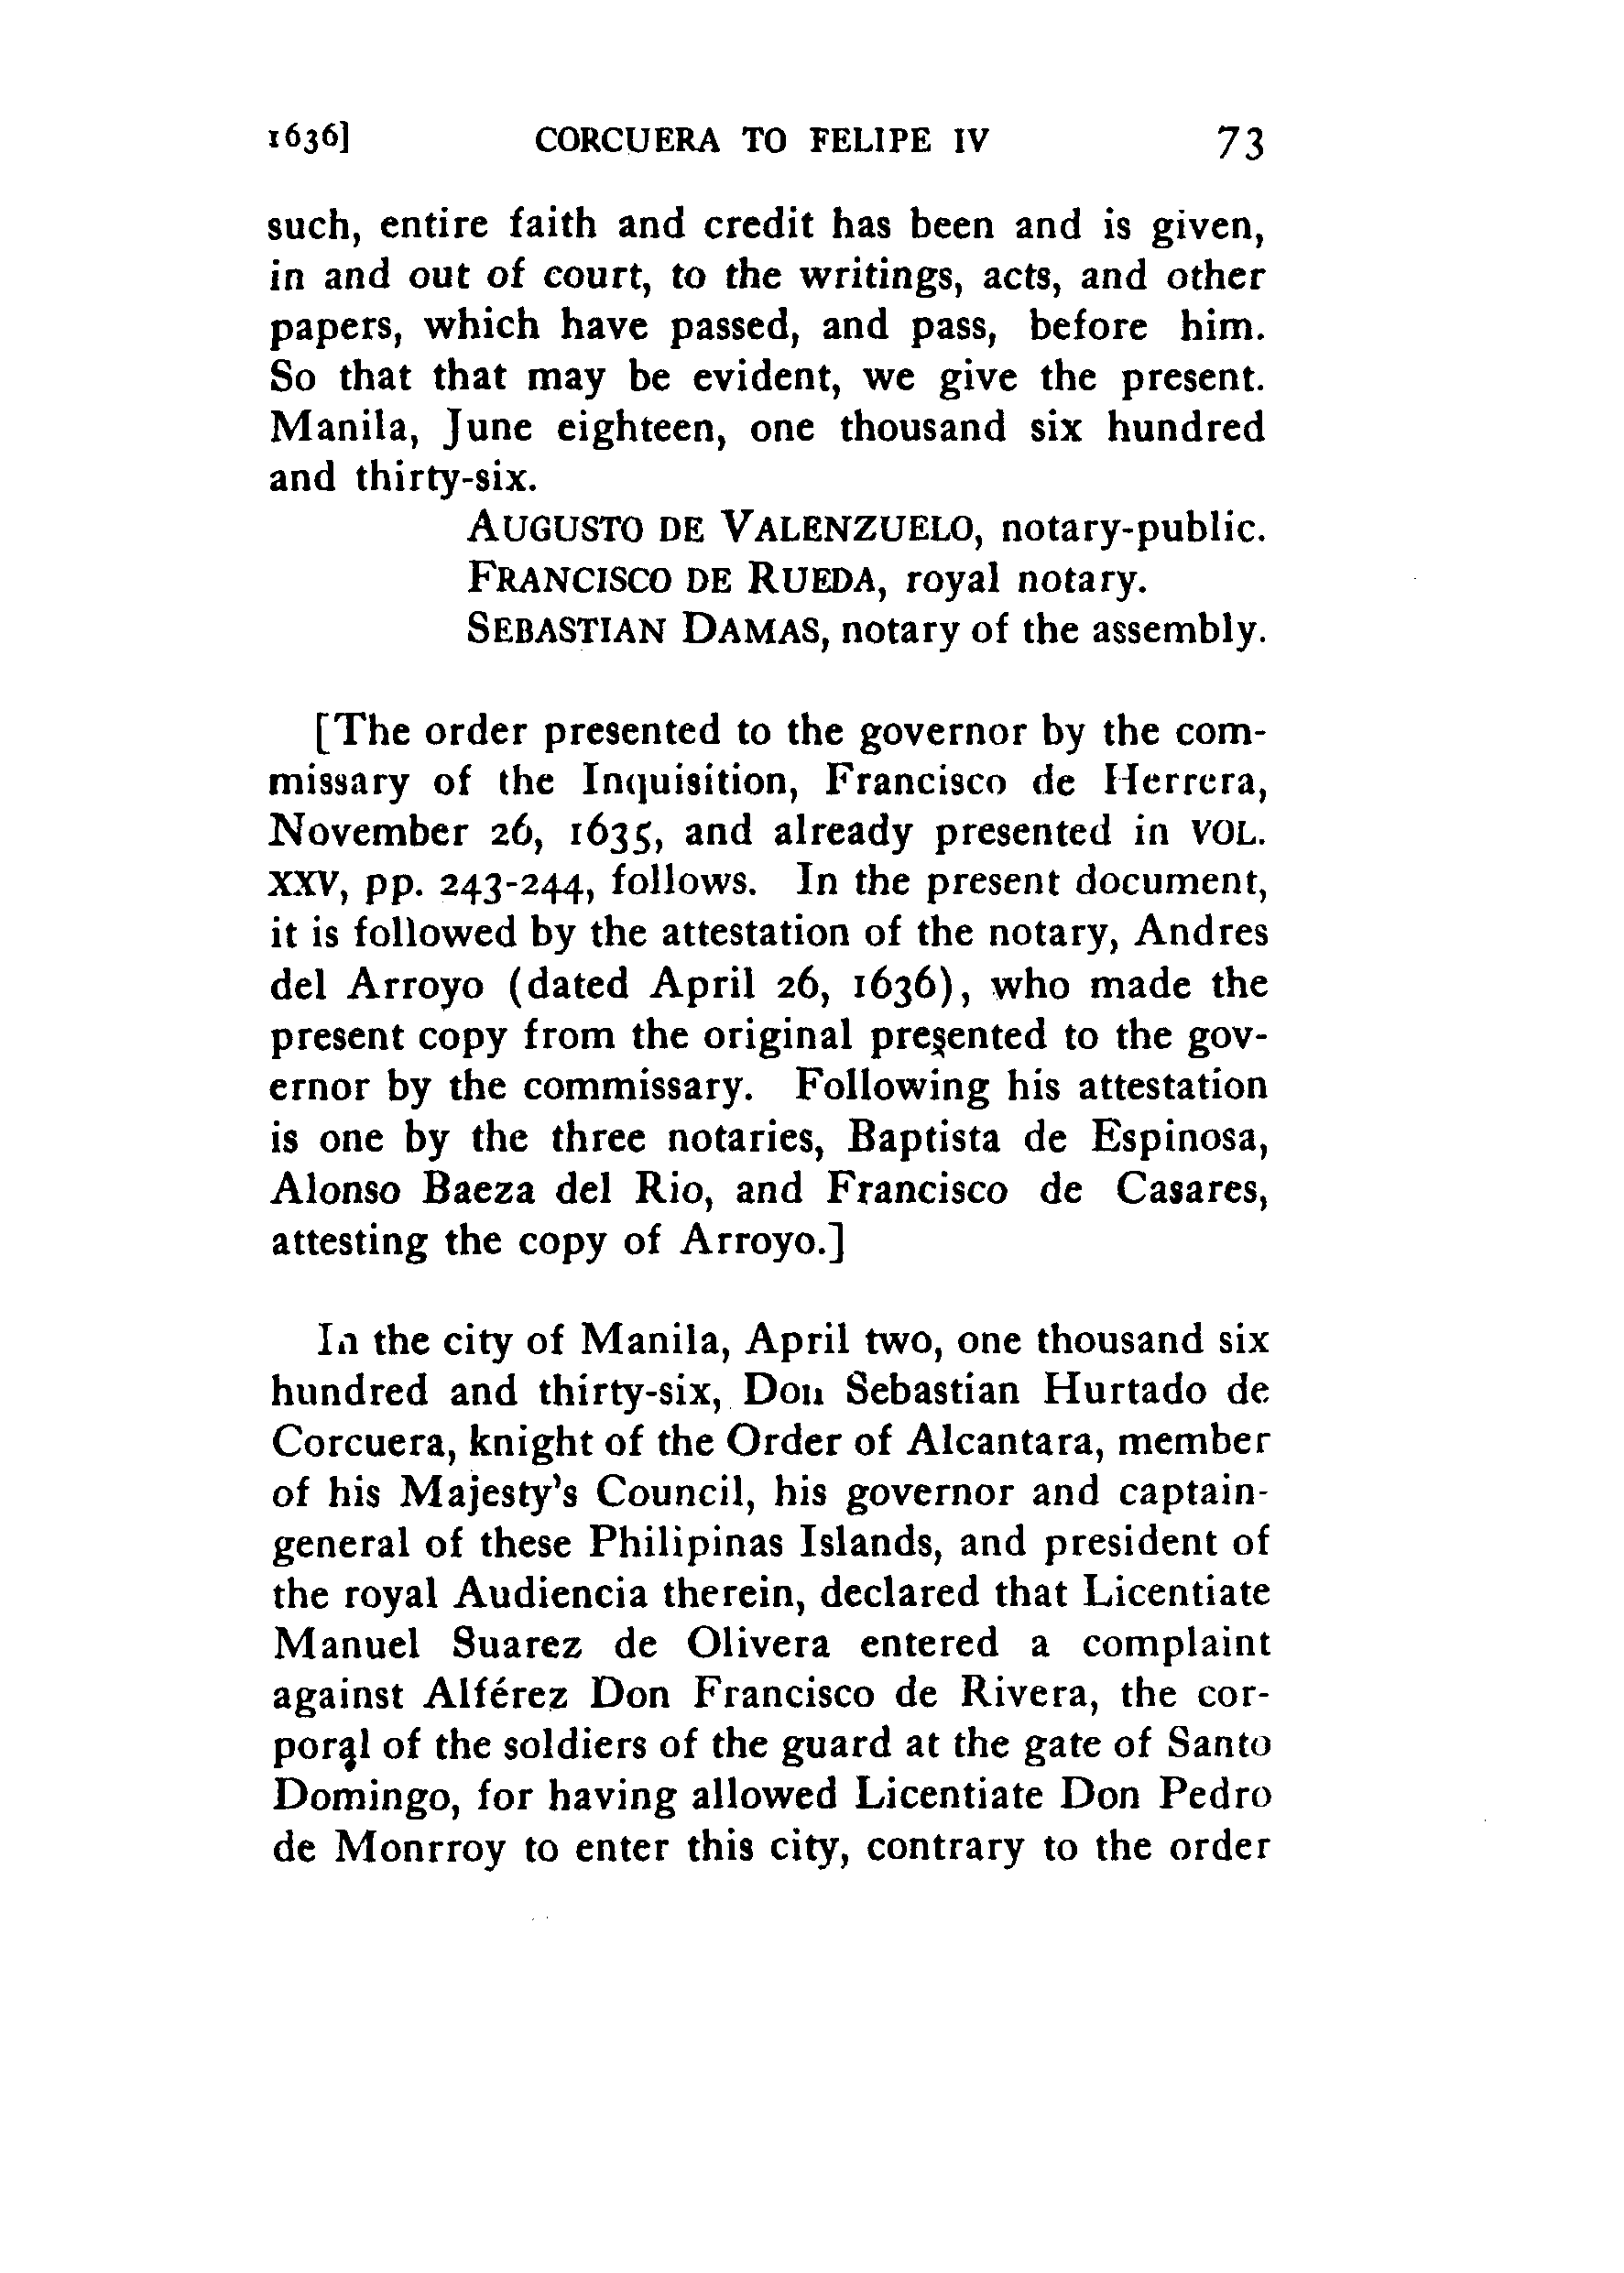 1636] CORCUERA TO FELIPE IV 73
such, entire faith and credit has been and is given,
in and out of court, to the writings, acts, and other
papers, which have passed, and pass, before him.
So that that may be evident, we give the present.
Manila, June eighteen, one thousand six hundred
and thirty-six.
AUGUSTO DE VALENZUELO, notary-public.
FRANCISCO DE RUEDA, royal notary.
SEBASTIAN DAMAS, notary of the assembly.
[The order presented to the governor by the com-
missary of the Inquisition, Francisco de Herrera,
November 26, 1635, and already presented in VOL.
XXV, pp. 243-244, follows. In the present document,
it is followed by the attestation of the notary, Andres
del Arroyo (dated April 26, 1636), who made the
present copy from the original presented to the gov-
ernor by the commissary. Following his attestation
is one by the three notaries, Baptista de Espinosa,
Alonso Baeza del Rio, and Francisco de Casares,
attesting the copy of Arroyo.]
In the city of Manila, April two, one thousand six
hundred and thirty-six, Don Sebastian Hurtado de
Corcuera, knight of the Order of Alcantara, member
of his Majesty's Council, his governor and captain-
general of these Philipinas Islands, and president of
the royal Audiencia therein, declared that Licentiate
Manuel Suarez de Olivera entered a complaint
against Alférez Don Francisco de Rivera, the cor-
poral of the soldiers of the guard at the gate of Santo
Domingo, for having allowed Licentiate Don Pedro
de Monrroy to enter this city, contrary to the order